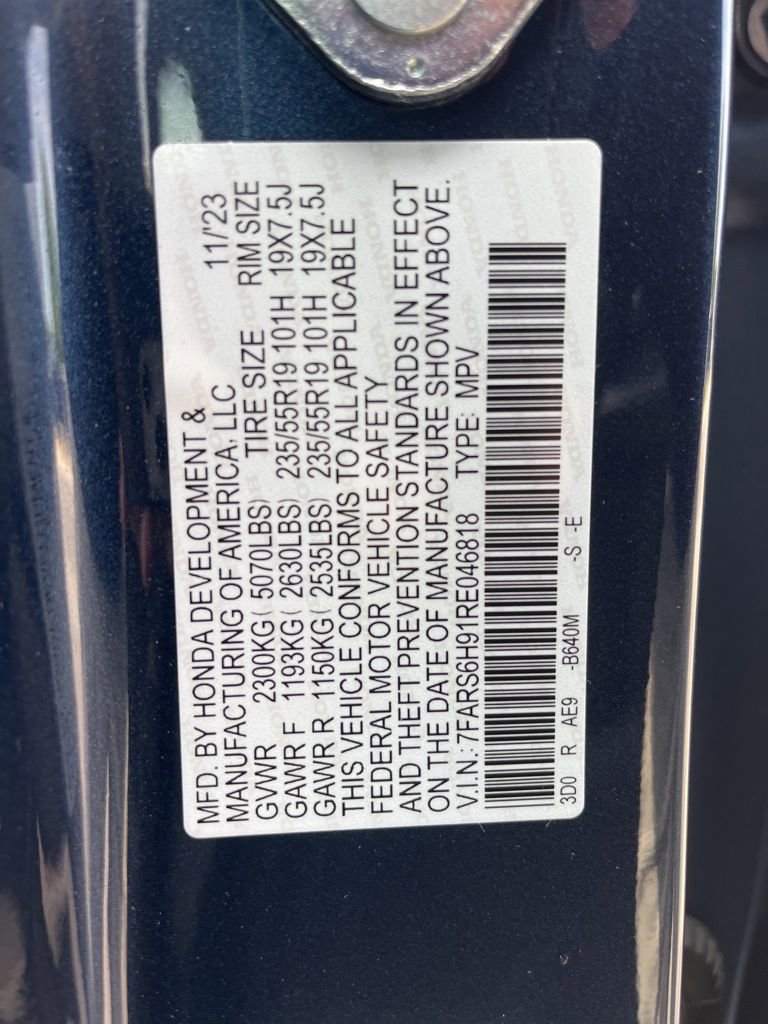 MFD. BY HONDA DEVELOPMENT &
MANUFACTURING OF AMERICA, LLC 11/'23
GVWR 2300KG( 5070LBS) TIRE SIZE RIM SIZE
GAWR F 1193KG( 2630LBS) 235/55R19 101H 19X7.5J
GAWR R 1150KG( 2535LBS) 235/55R19 101H 19X7.5J
THIS VEHICLE CONFORMS TO ALL APPLICABLE
FEDERAL MOTOR VEHICLE SAFETY
AND THEFT PREVENTION STANDARDS IN EFFECT
ON THE DATE OF MANUFACTURE SHOWN ABOVE.
V.I.N.: 7FARS6H91RE046818 TYPE: MPV
3D0 R AE9 -B640M -S -E